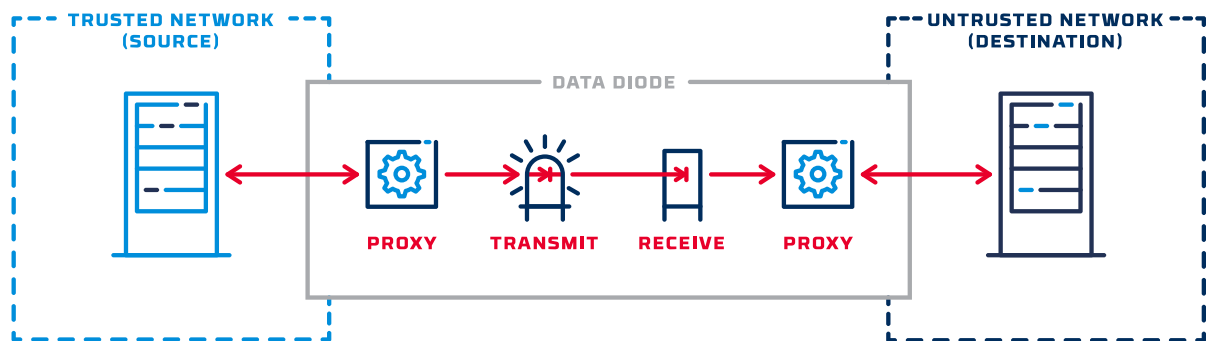 TRUSTED NETWORK
(SOURCE)
UNTRUSTED NETWORK
(DESTINATION)
DATA DIODE
PROXY
TRANSMIT
RECEIVE
PROXY